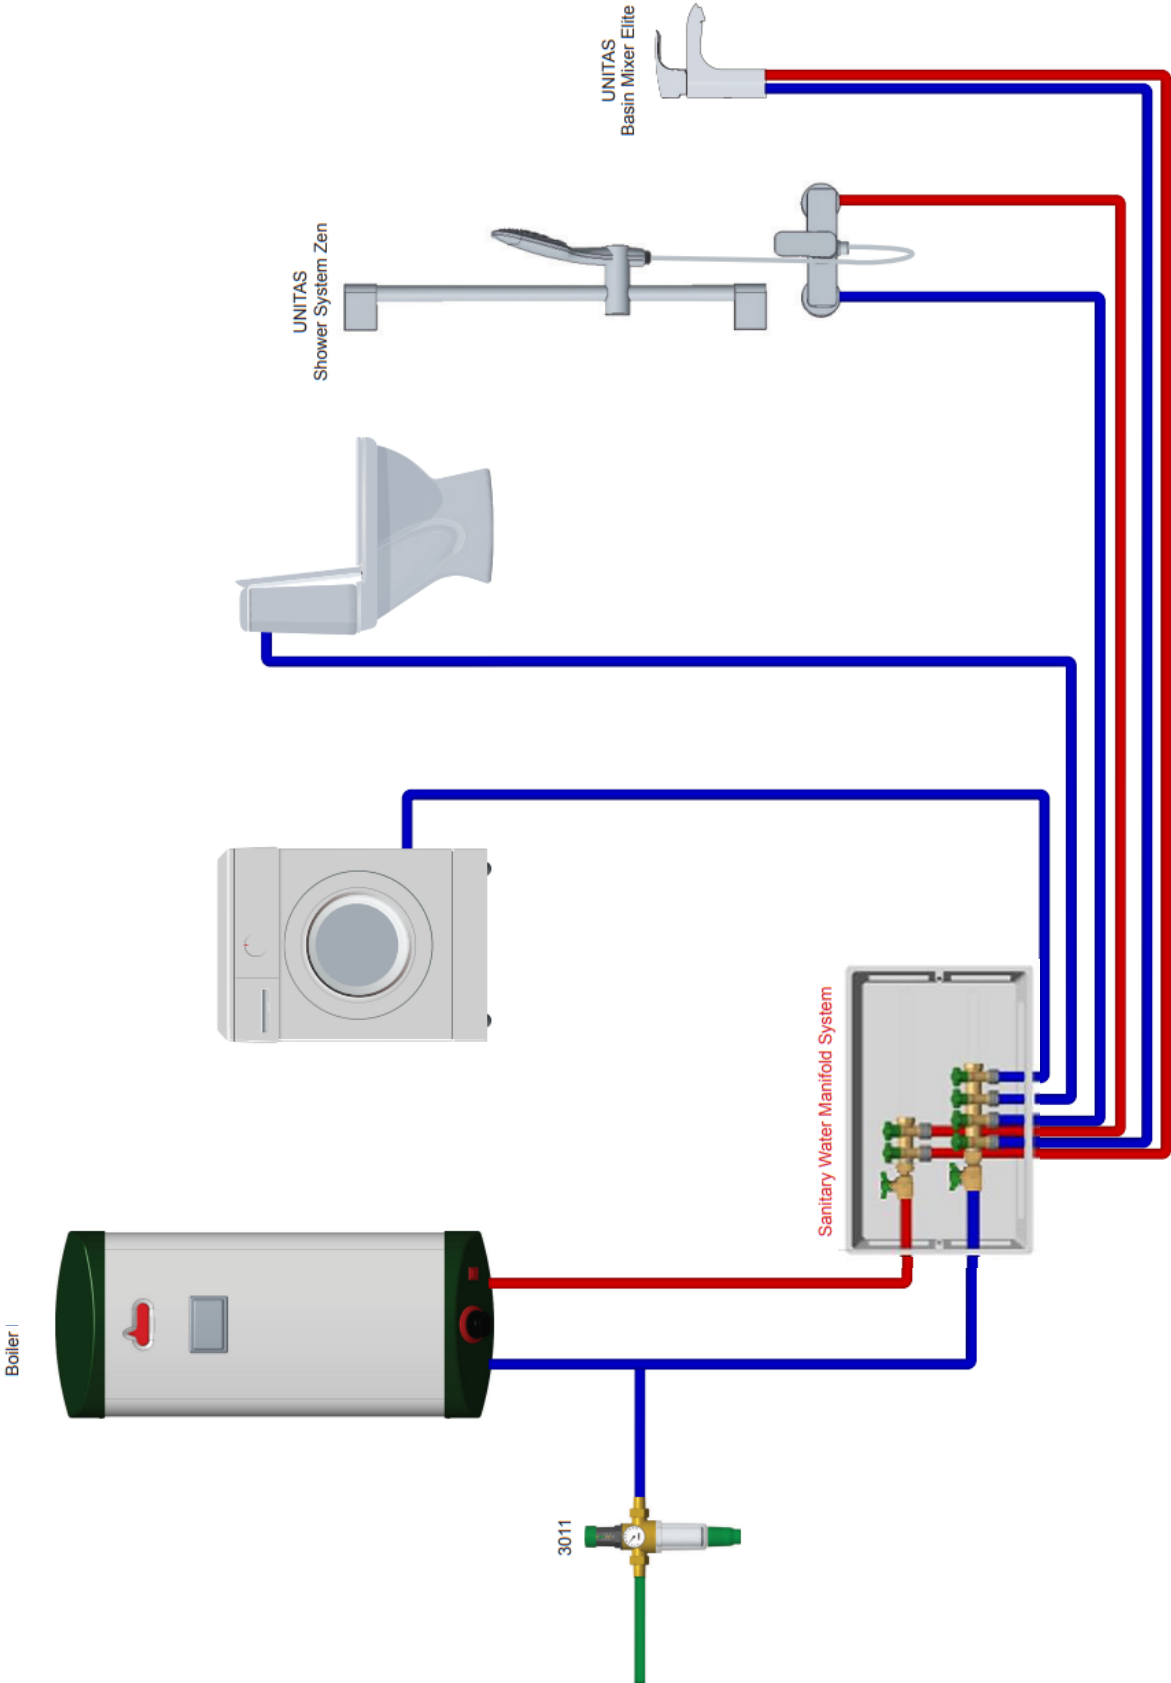 Boiler
3011
Sanitary Water Manifold System
UNITAS
Shower System Zen
UNITAS
Basin Mixer Elite